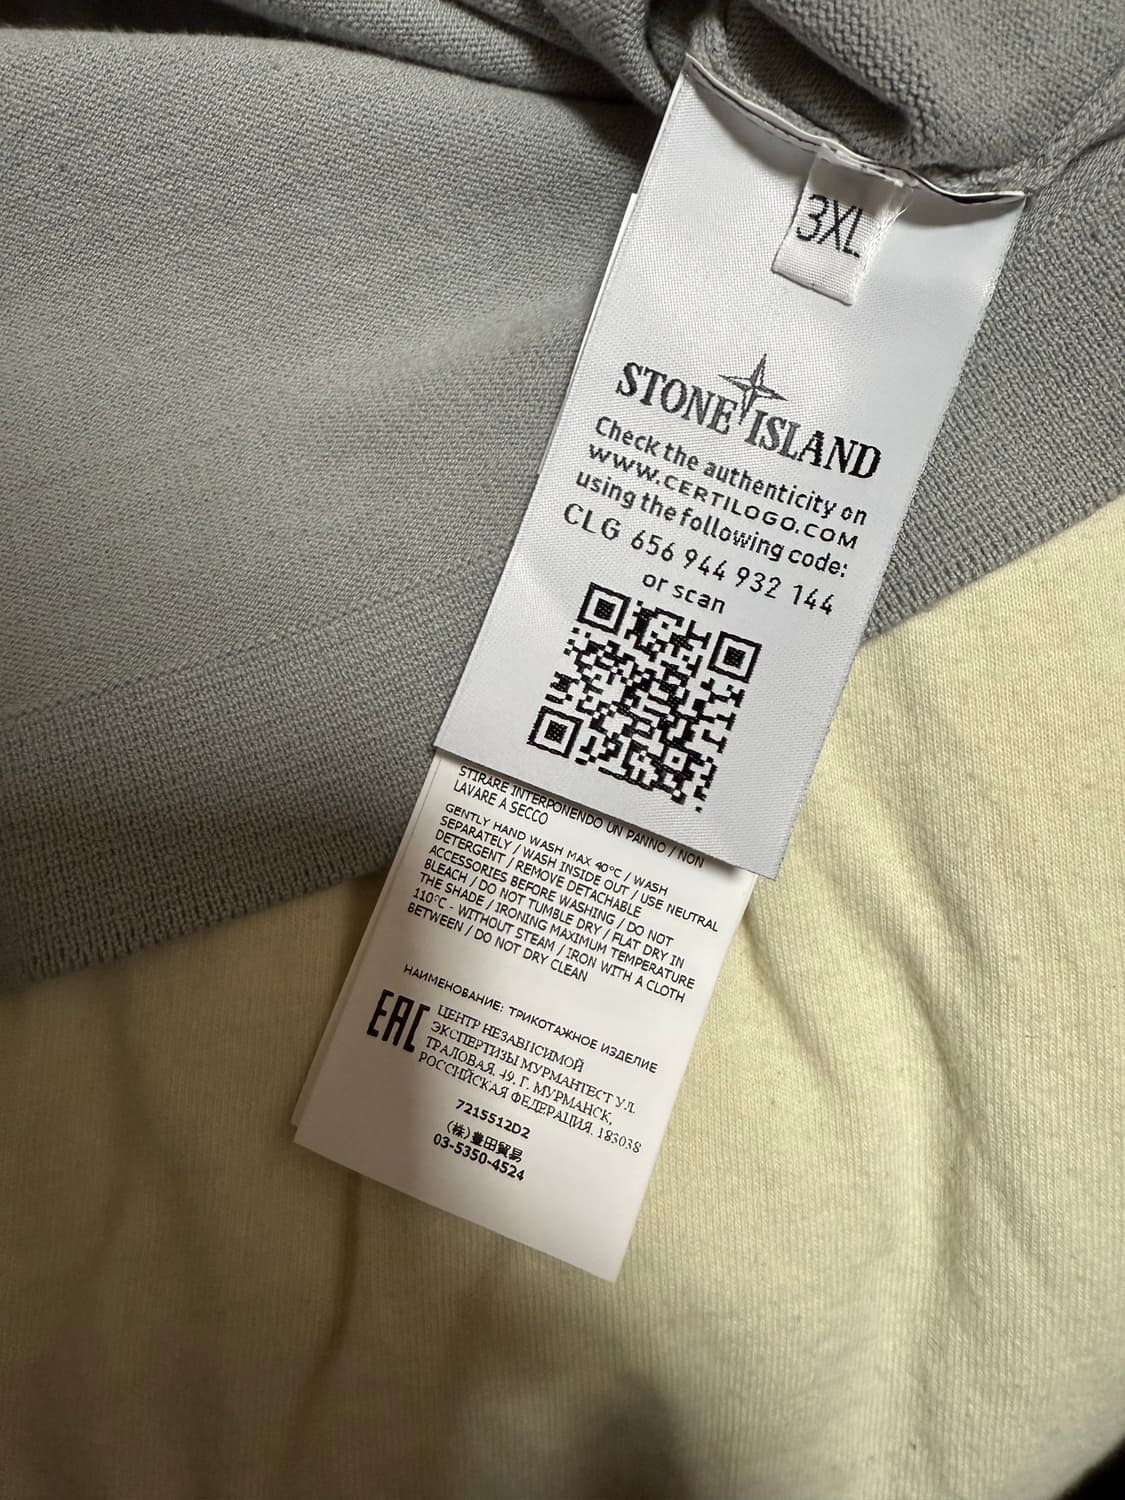 3XL
STONE ISLAND
Check the authenticity on
WWW.CERTILOGO.COM
using the following code:
CLG 656 944 932 144
or scan
STIRARE INTERPONENDO UN PANNO / NON
LAVARE A SECCO
GENTLY HAND WASH MAX 40°C / WASH
SEPARATELY / WASH INSIDE OUT / USE NEUTRAL
DETERGENT / REMOVE DETACHABLE
ACCESSORIES BEFORE WASHING / DO NOT
BLEACH / DO NOT TUMBLE DRY / FLAT DRY IN
THE SHADE / IRONING MAXIMUM TEMPERATURE
110°C - WITHOUT STEAM / IRON WITH A CLOTH
BETWEEN / DO NOT DRY CLEAN
НАИМЕНОВАНИЕ: ТРИКОТАЖНОЕ ИЗДЕЛИЕ
EAC
ЦЕНТР НЕЗАВИСИМОЙ
ЭКСПЕРТИЗЫ МУРМАНТЕСТ УЛ.
ТРАЛОВАЯ, 49, Г. МУРМАНСК,
РОССИЙСКАЯ ФЕДЕРАЦИЯ, 183038
7215512D2
(株)豊田貿易
03-5350-4524